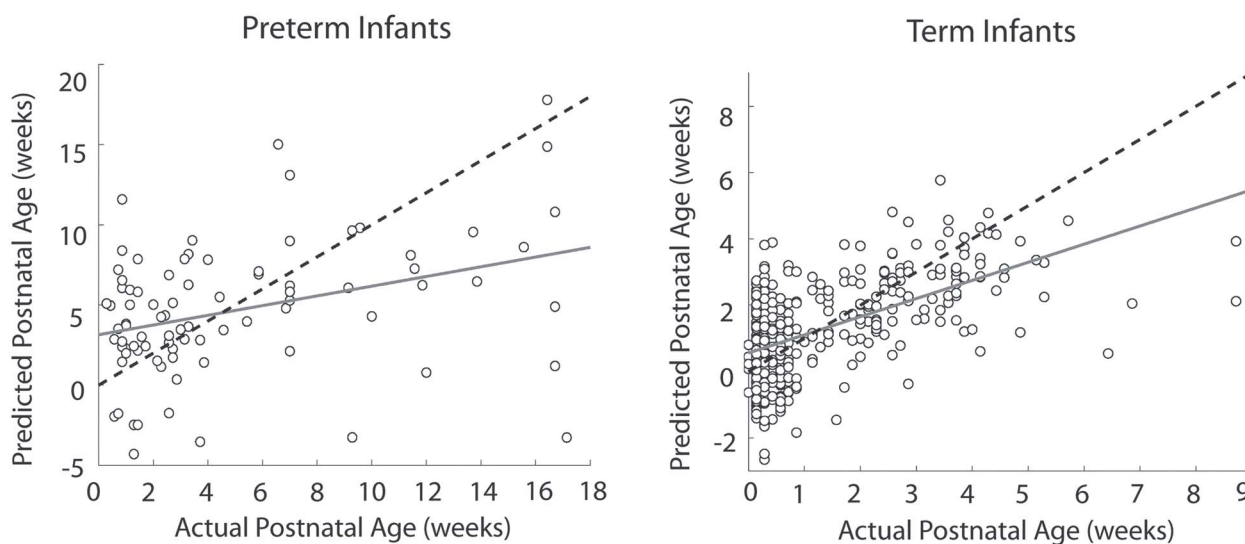 Preterm Infants
Predicted Postnatal Age (weeks)
20
15
10
5
0
-5
0 2 4 6 8 10 12 14 16 18
Actual Postnatal Age (weeks)
Term Infants
Predicted Postnatal Age (weeks)
8
6
4
2
0
-2
0 1 2 3 4 5 6 7 8 9
Actual Postnatal Age (weeks)